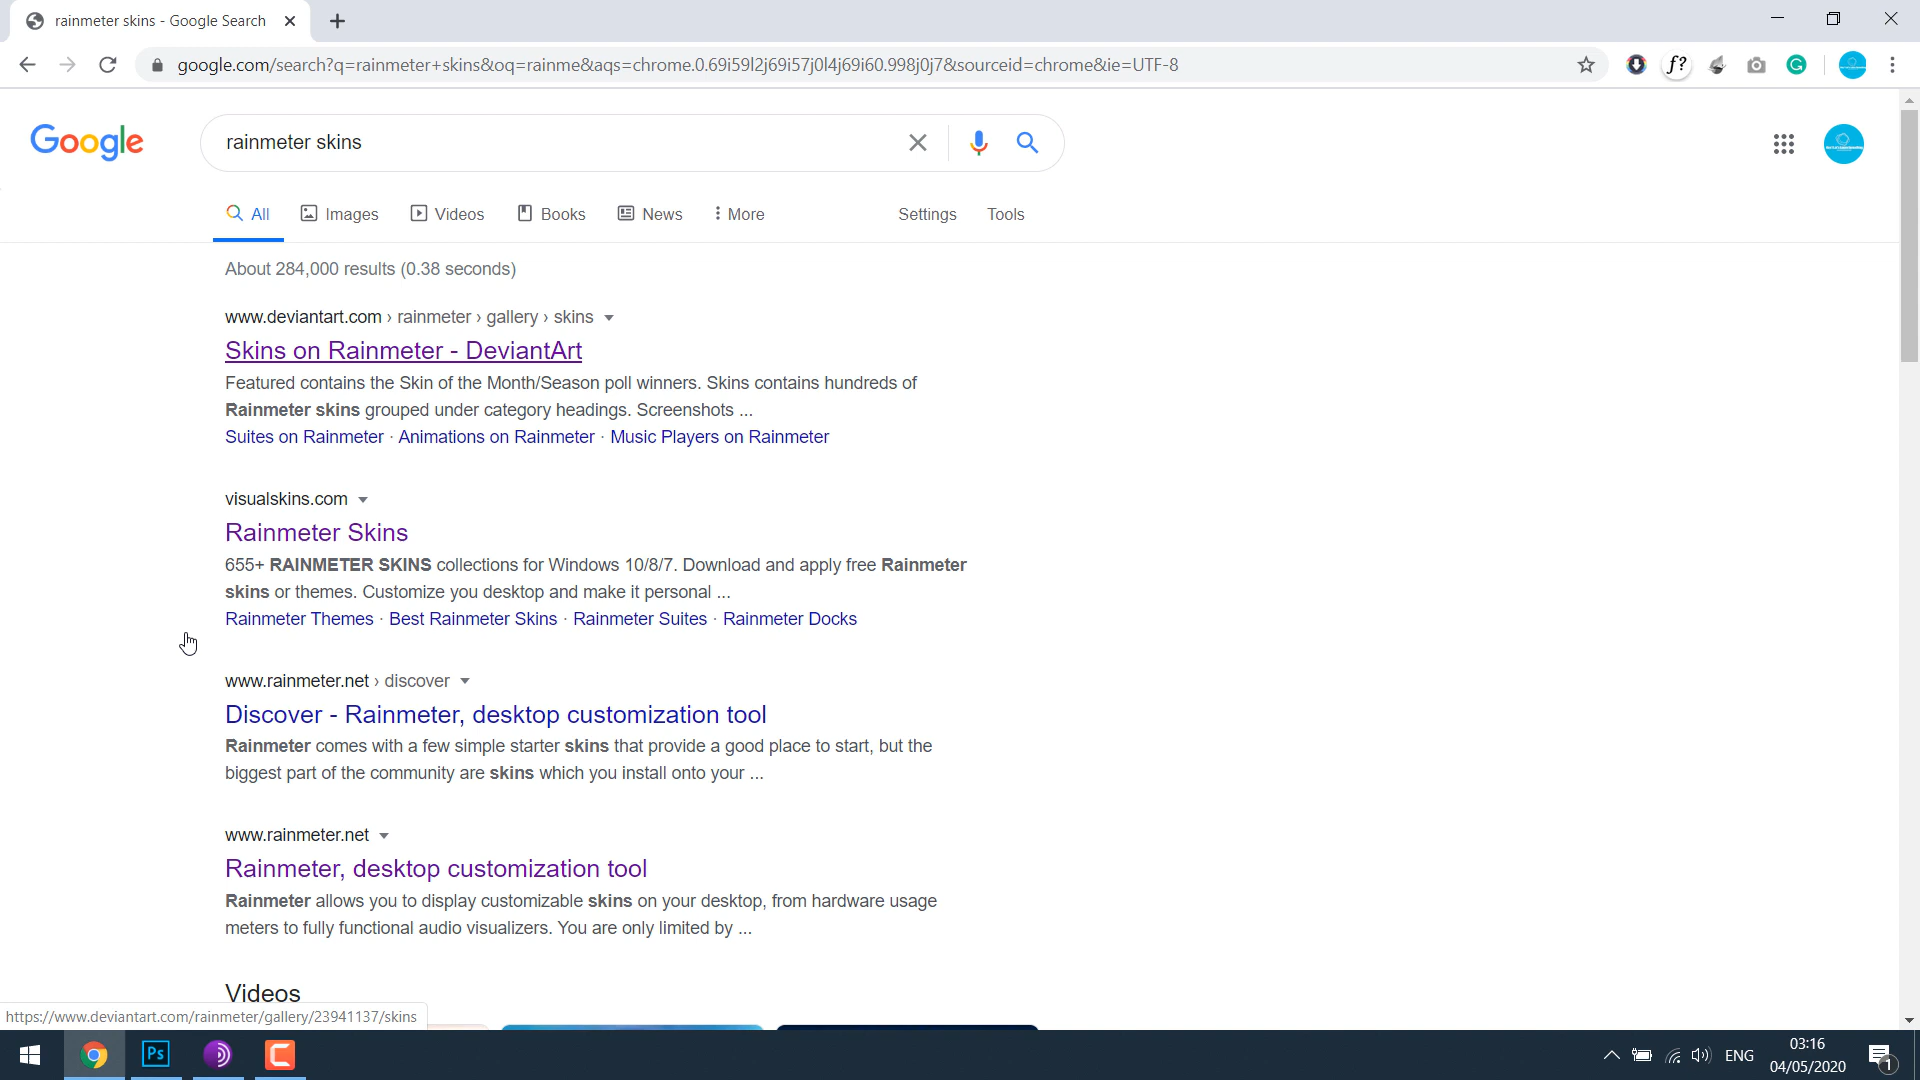 rainmeter skins - Google Search
google.com/search?q=rainmeter+skins&oq=rainme&aqs=chrome.0.69i59l2j69i57j0l4j69i60.998j0j7&sourceid=chrome&ie=UTF-8
f?
Google
rainmeter skins
All Images Videos Books News More Settings Tools
About 284,000 results (0.38 seconds)
www.deviantart.com › rainmeter › gallery › skins
Skins on Rainmeter - DeviantArt
Featured contains the Skin of the Month/Season poll winners. Skins contains hundreds of
Rainmeter skins grouped under category headings. Screenshots ...
Suites on Rainmeter · Animations on Rainmeter · Music Players on Rainmeter
visualskins.com
Rainmeter Skins
655+ RAINMETER SKINS collections for Windows 10/8/7. Download and apply free Rainmeter
skins or themes. Customize you desktop and make it personal ...
Rainmeter Themes · Best Rainmeter Skins · Rainmeter Suites · Rainmeter Docks
www.rainmeter.net › discover
Discover - Rainmeter, desktop customization tool
Rainmeter comes with a few simple starter skins that provide a good place to start, but the
biggest part of the community are skins which you install onto your ...
www.rainmeter.net
Rainmeter, desktop customization tool
Rainmeter allows you to display customizable skins on your desktop, from hardware usage
meters to fully functional audio visualizers. You are only limited by ...
Videos
https://www.deviantart.com/rainmeter/gallery/23941137/skins
Ps
ENG
03:16
04/05/2020
1